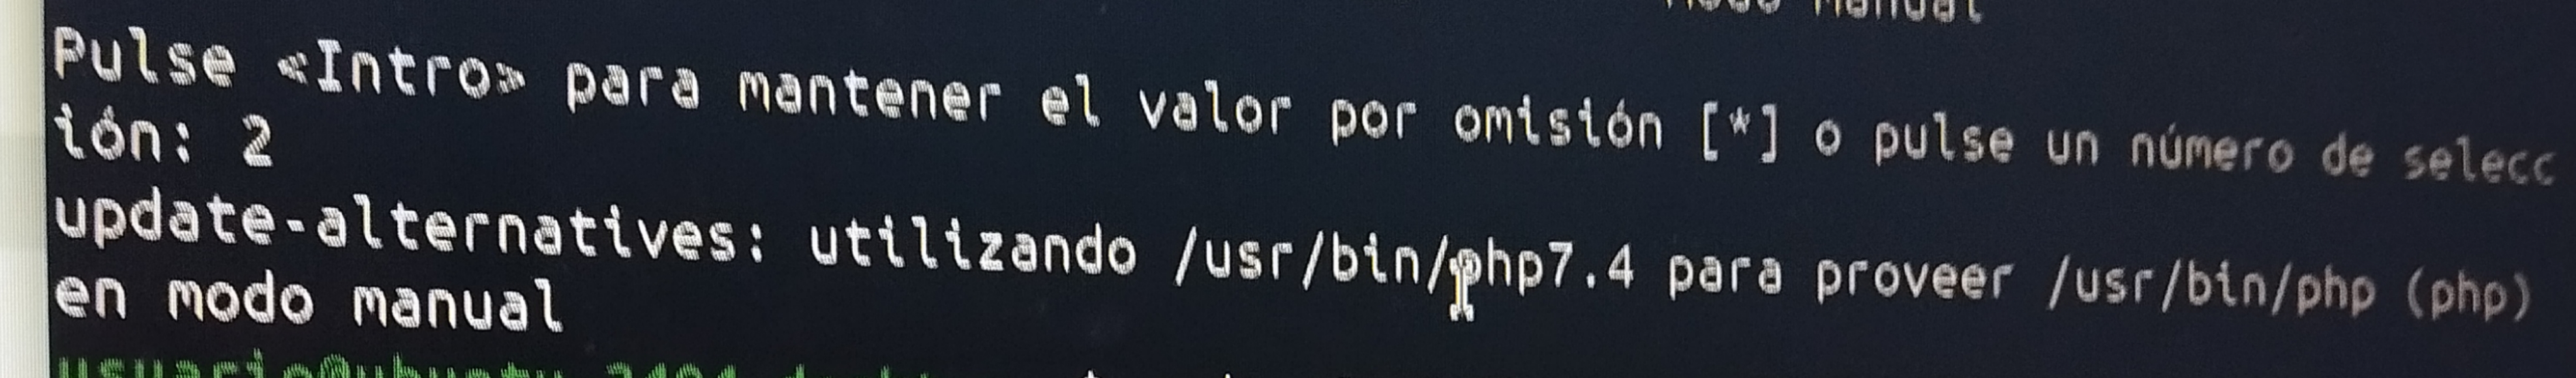 Manual
Pulse <Intro> para mantener el valor por omisión [*] o pulse un número de selecc
ión: 2
update-alternatives: utilizando /usr/bin/php7.4 para proveer /usr/bin/php (php)
en modo manual